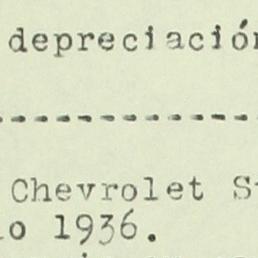 depreciación
--------------
Chevrolet S
o 1936.